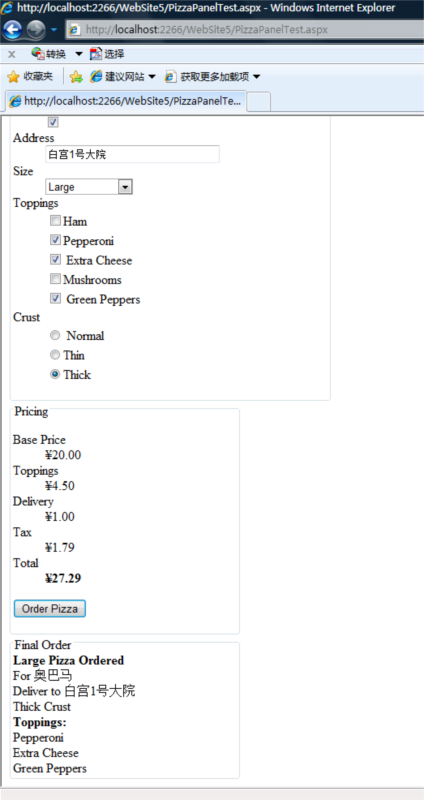 http://localhost:2266/WebSite5/PizzaPanelTest.aspx - Windows Internet Explorer
http://localhost:2266/WebSite5/PizzaPanelTest.aspx
x 转换 选择
收藏夹 建议网站 获取更多加载项
http://localhost:2266/WebSite5/PizzaPanelTe...
Address
白宫1号大院
Size
Large
Toppings
Ham
Pepperoni
Extra Cheese
Mushrooms
Green Peppers
Crust
Normal
Thin
Thick
Pricing
Base Price
¥20.00
Toppings
¥4.50
Delivery
¥1.00
Tax
¥1.79
Total
¥27.29
Order Pizza
Final Order
Large Pizza Ordered
For 奥巴马
Deliver to 白宫1号大院
Thick Crust
Toppings:
Pepperoni
Extra Cheese
Green Peppers